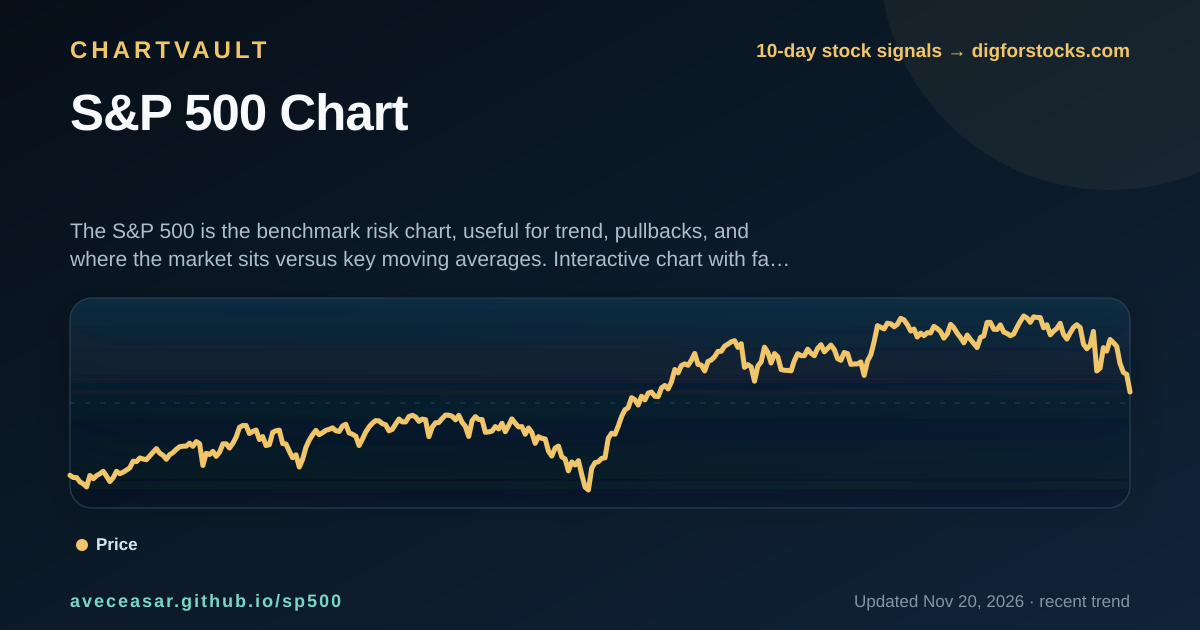 CHARTVAULT
10-day stock signals → digforstocks.com
S&P 500 Chart
The S&P 500 is the benchmark risk chart, useful for trend, pullbacks, and
where the market sits versus key moving averages. Interactive chart with fa…
Price
aveceasar.github.io/sp500
Updated Nov 20, 2026 · recent trend